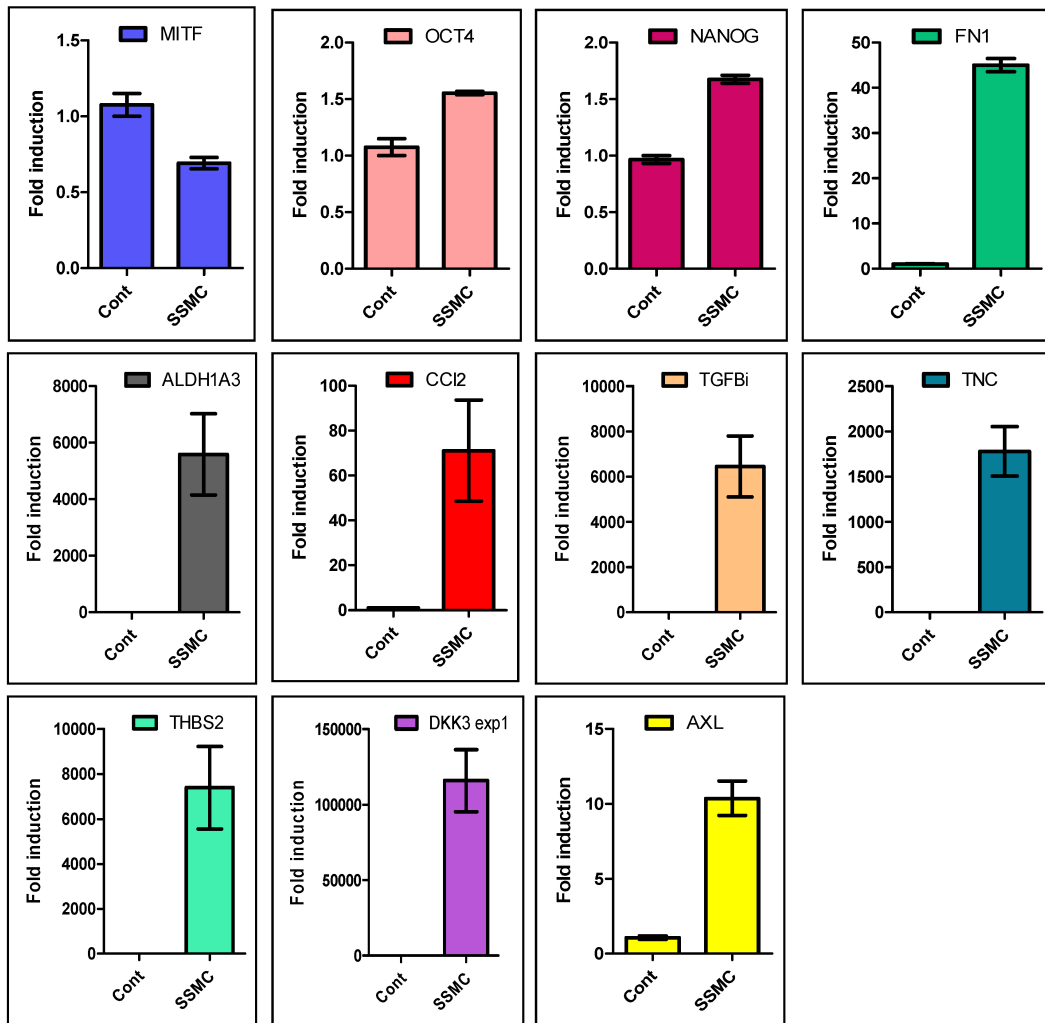 MITF
1.5
1.0
0.5
0.0
Fold induction
Cont
SSMC
OCT4
2.0
1.5
1.0
0.5
0.0
Fold induction
Cont
SSMC
NANOG
2.0
1.5
1.0
0.5
0.0
Fold induction
Cont
SSMC
FN1
50
40
30
20
10
0
Fold induction
Cont
SSMC
ALDH1A3
8000
6000
4000
2000
0
Fold induction
Cont
SSMC
CCl2
100
80
60
40
20
0
Fold induction
Cont
SSMC
TGFBi
10000
8000
6000
4000
2000
0
Fold induction
Cont
SSMC
TNC
2500
2000
1500
1000
500
0
Fold induction
Cont
SSMC
THBS2
10000
8000
6000
4000
2000
0
Fold induction
Cont
SSMC
DKK3 exp1
150000
100000
50000
0
Fold induction
Cont
SSMC
AXL
15
10
5
0
Fold induction
Cont
SSMC